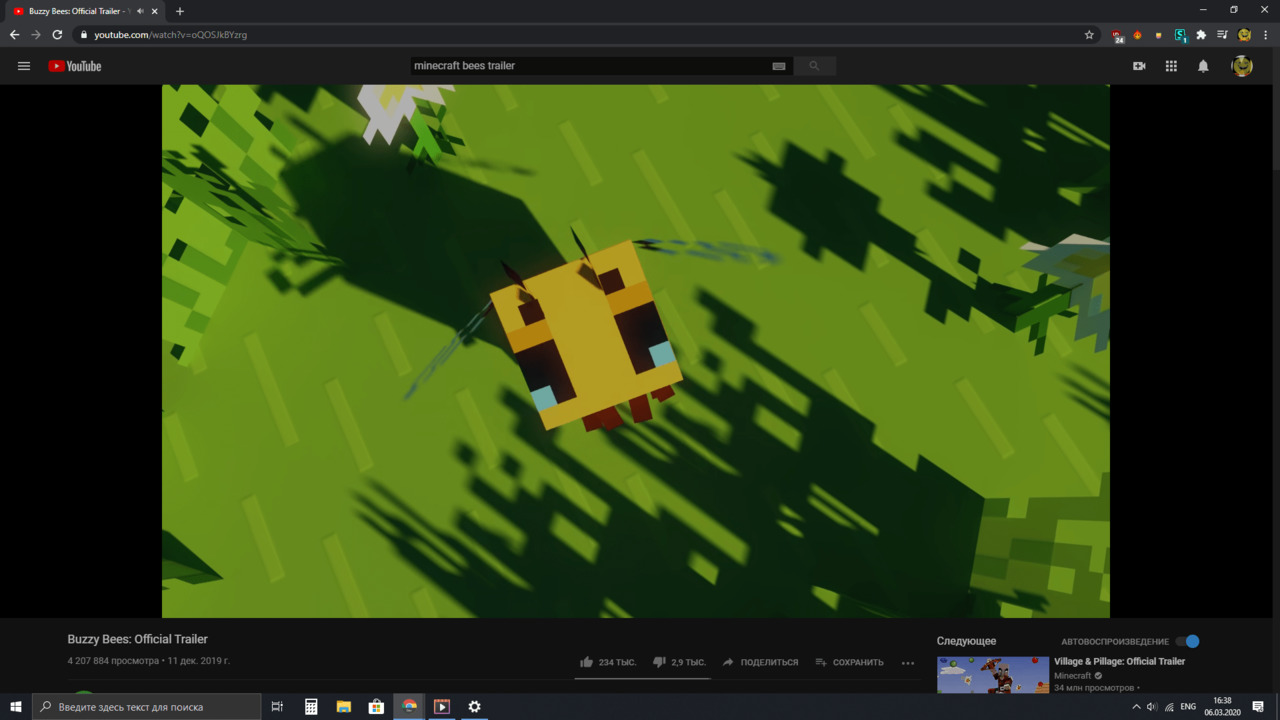 Buzzy Bees: Official Trailer -
youtube.com/watch?v=oQOSJkBYzrg
24
1
YouTube
minecraft bees trailer
Buzzy Bees: Official Trailer
4 207 884 просмотра • 11 дек. 2019 г.
234 ТЫС.
2,9 ТЫС.
ПОДЕЛИТЬСЯ
СОХРАНИТЬ
Следующее
АВТОВОСПРОИЗВЕДЕНИЕ
Village & Pillage: Official Trailer
Minecraft
34 млн просмотров •
Введите здесь текст для поиска
ENG
16:38
06.03.2020